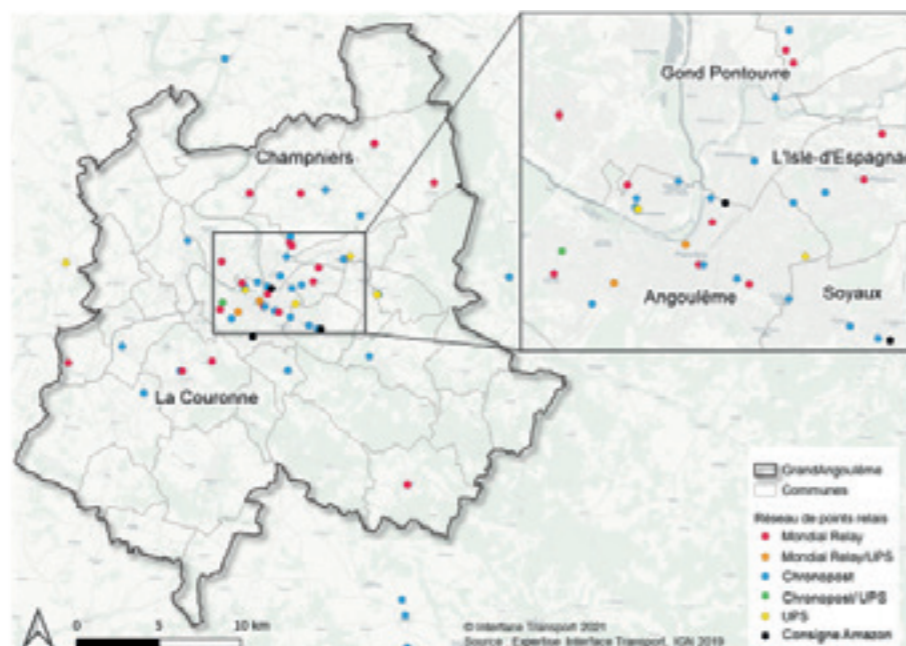 Gond Pontouvre
Champniers
L'Isle-d'Espagnac
Angoulême
Soyaux
La Couronne
GrandAngoulême
Communes
Réseau de points relais
Mondial Relay
Mondial Relay/UPS
Chronopost
Chronopost/ UPS
UPS
Consigne Amazon
0 5 10 km
© Interface Transport 2021
Source : Expertise Interface Transport, IGN 2019